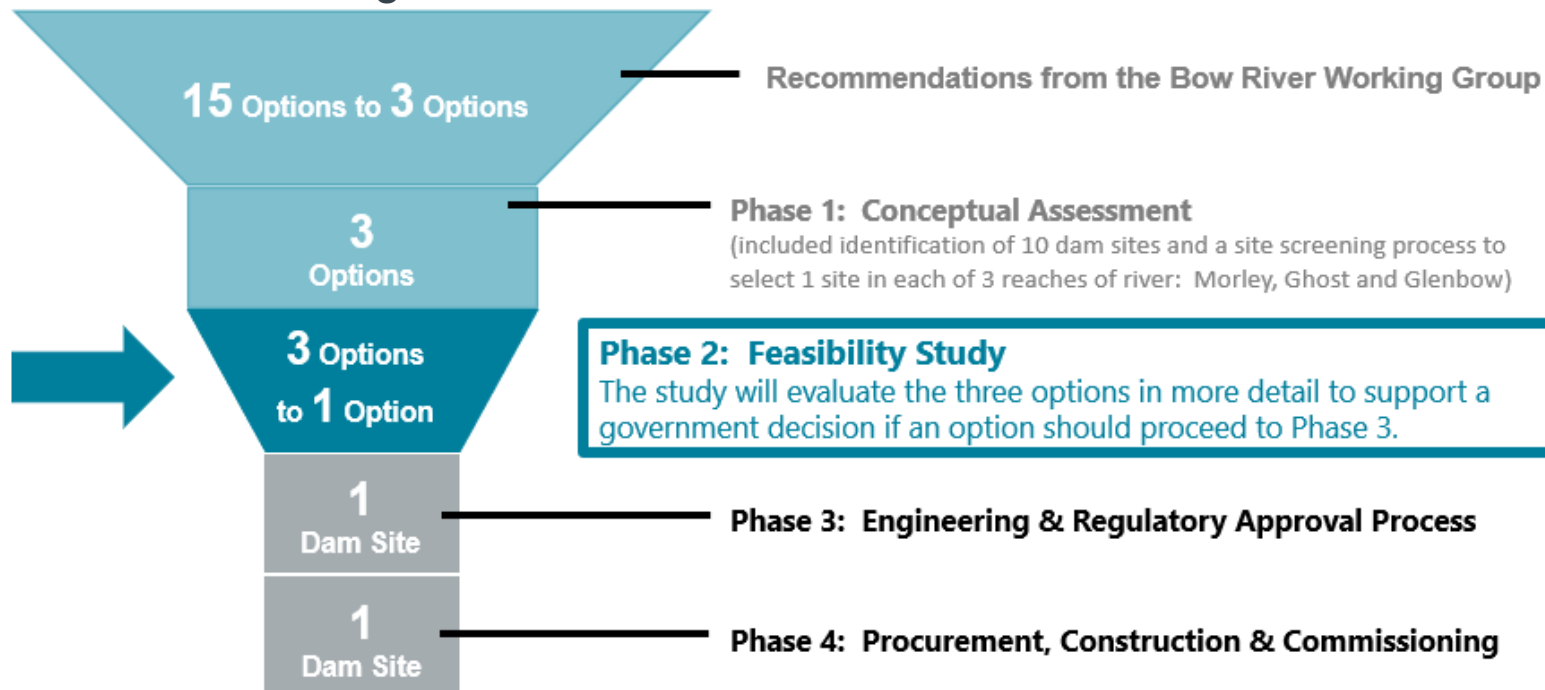 15 Options to 3 Options
Recommendations from the Bow River Working Group
3
Options
Phase 1: Conceptual Assessment
(included identification of 10 dam sites and a site screening process to
select 1 site in each of 3 reaches of river: Morley, Ghost and Glenbow)
3 Options
to 1 Option
Phase 2: Feasibility Study
The study will evaluate the three options in more detail to support a
government decision if an option should proceed to Phase 3.
1
Dam Site
Phase 3: Engineering & Regulatory Approval Process
1
Dam Site
Phase 4: Procurement, Construction & Commissioning